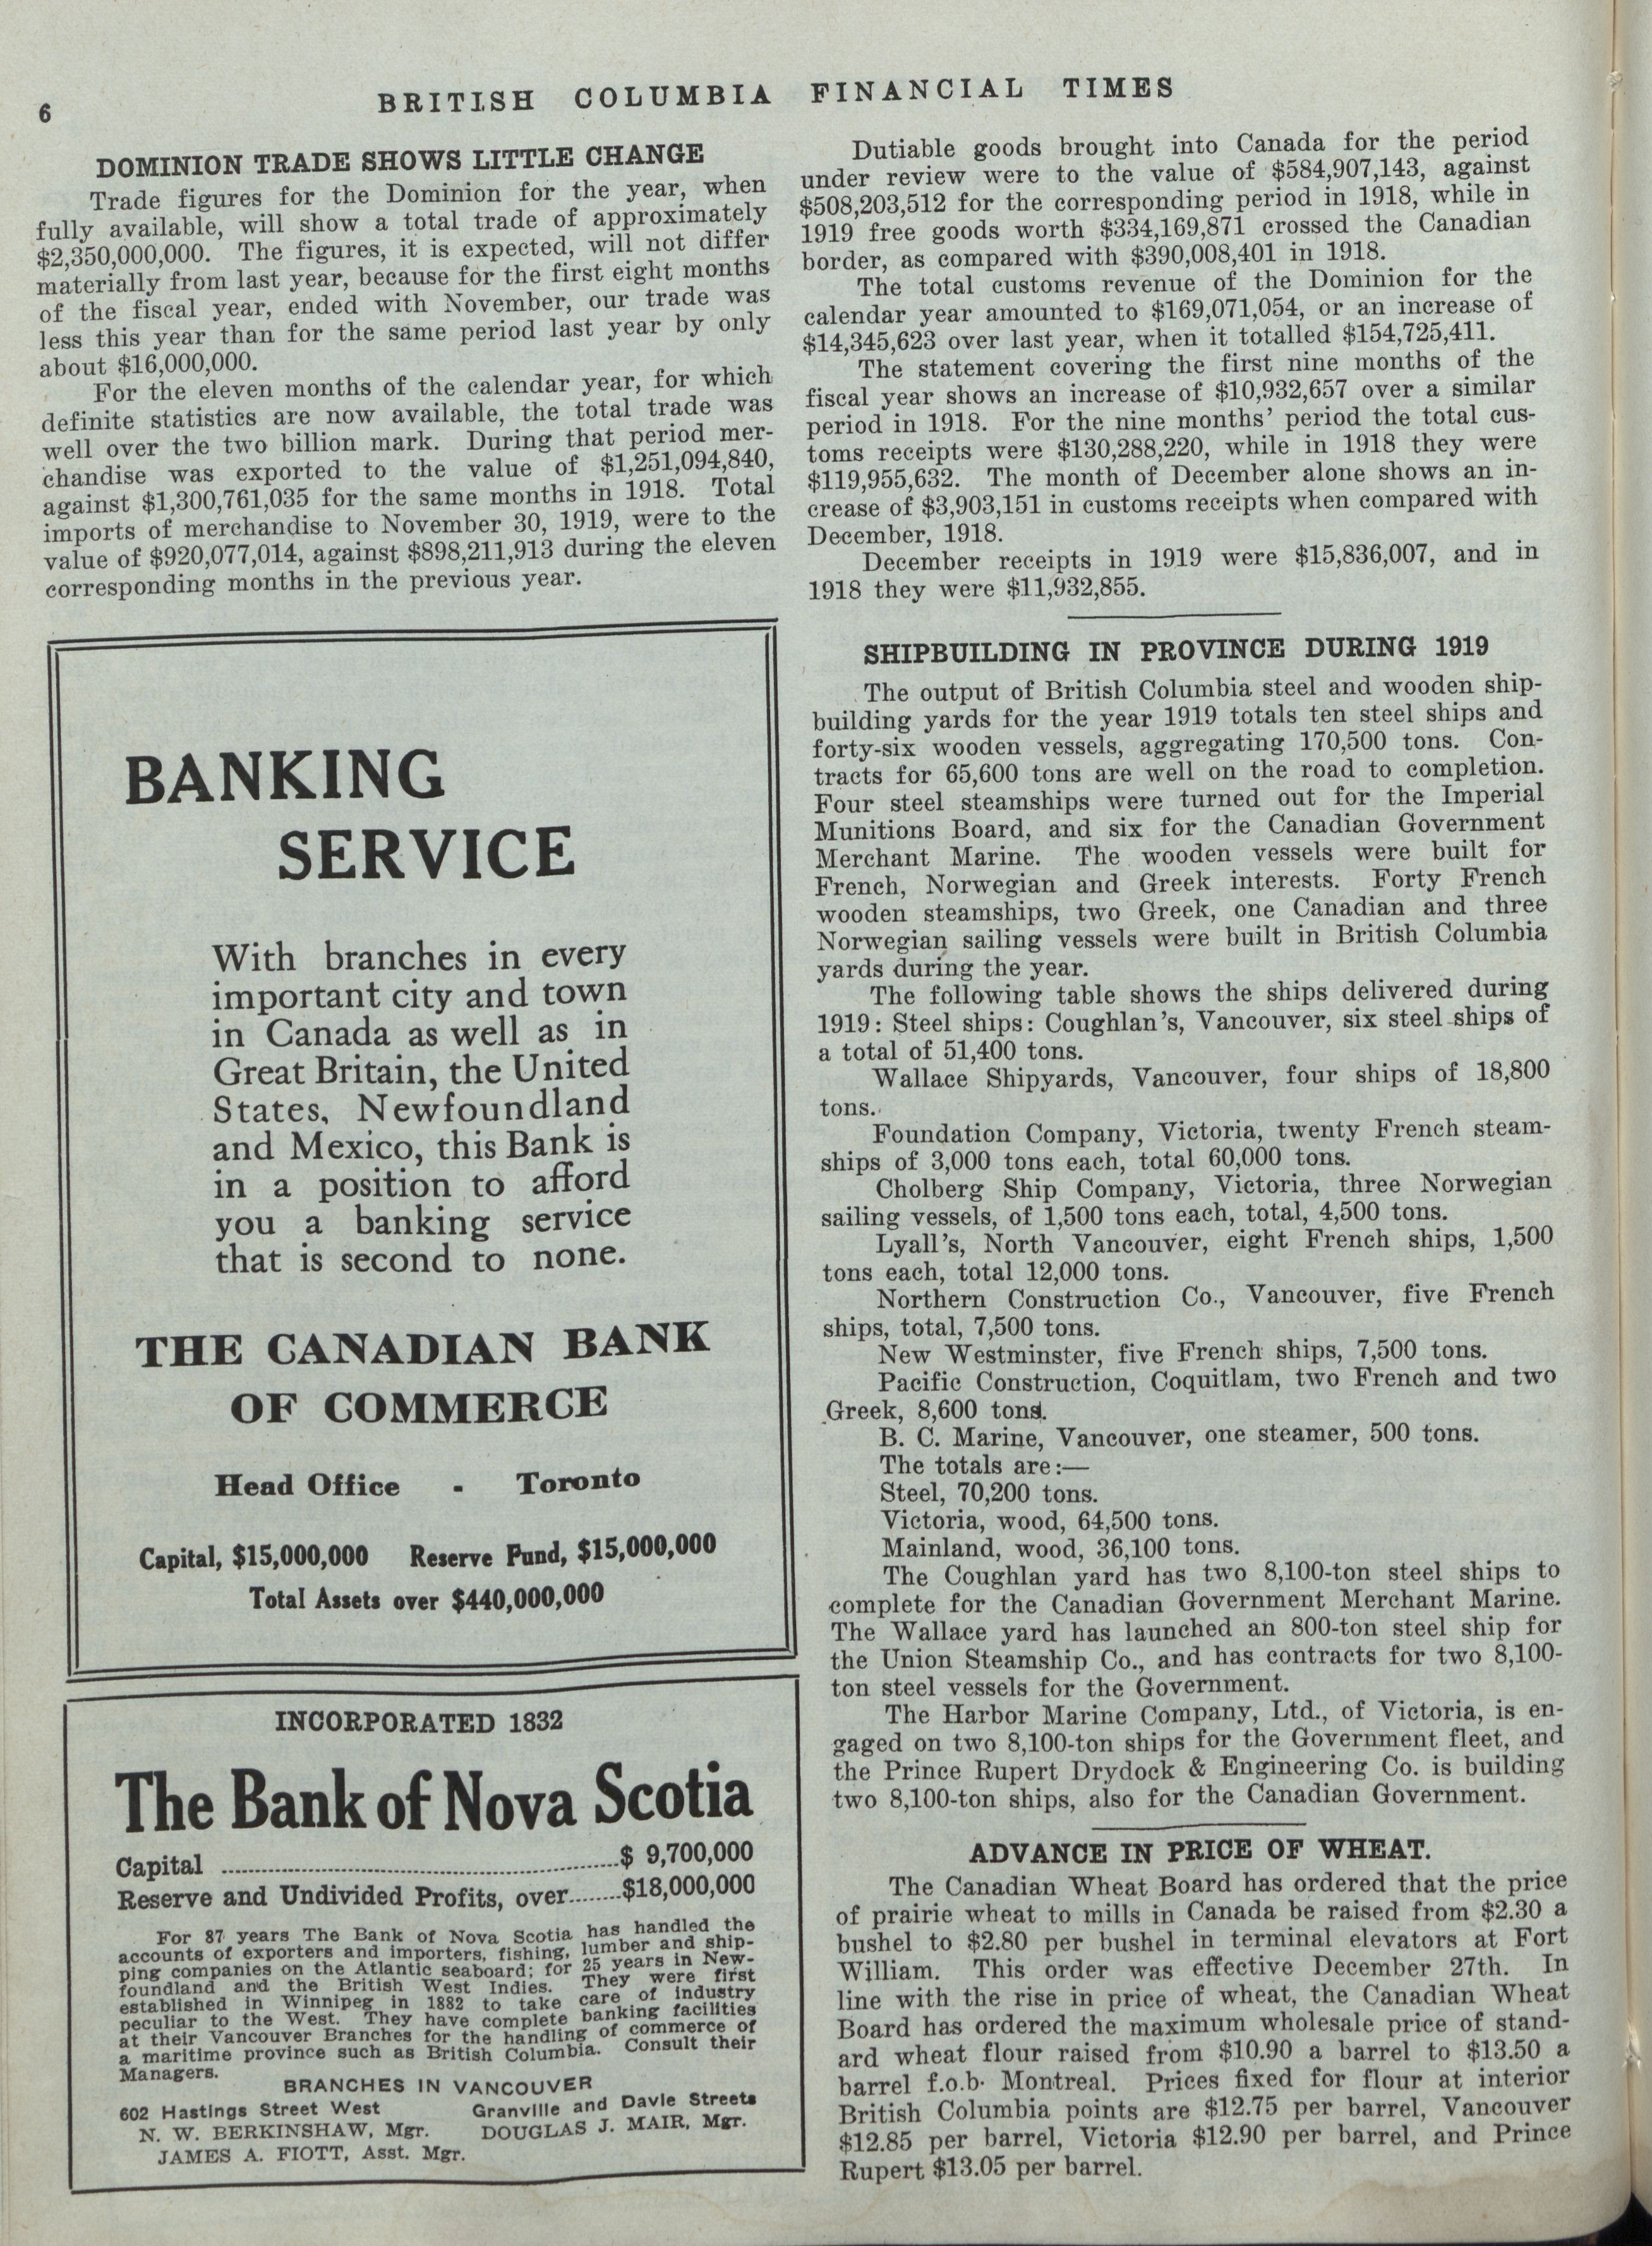 6
BRITISH COLUMBIA FINANCIAL TIMES
DOMINION TRADE SHOWS LITTLE CHANGE
Trade figures for the Dominion for the year, when
fully available, will show a total trade of approximately
$2,350,000,000. The figures, it is expected, will not differ
materially from last year, because for the first eight months
of the fiscal year, ended with November, our trade was
less this year than for the same period last year by only
about $16,000,000.
For the eleven months of the calendar year, for which
definite statistics are now available, the total trade was
well over the two billion mark. During that period mer-
chandise was exported to the value of $1,251,094,840,
against $1,300,761,035 for the same months in 1918. Total
imports of merchandise to November 30, 1919, were to the
value of $920,077,014, against $898,211,913 during the eleven
corresponding months in the previous year.
BANKING
SERVICE
With branches in every
important city and town
in Canada as well as in
Great Britain, the United
States, Newfoundland
and Mexico, this Bank is
in a position to afford
you a banking service
that is second to none.
THE CANADIAN BANK
OF COMMERCE
Head Office - Toronto
Capital, $15,000,000 Reserve Fund, $15,000,000
Total Assets over $440,000,000
INCORPORATED 1832
The Bank of Nova Scotia
Capital ........ $ 9,700,000
Reserve and Undivided Profits, over........$18,000,000
For 87 years The Bank of Nova Scotia has handled the
accounts of exporters and importers, fishing, lumber and ship-
ping companies on the Atlantic seaboard; for 25 years in New-
foundland and the British West Indies. They were first
established in Winnipeg in 1882 to take care of industry
peculiar to the West. They have complete banking facilities
at their Vancouver Branches for the handling of commerce of
a maritime province such as British Columbia. Consult their
Managers.
BRANCHES IN VANCOUVER
602 Hastings Street West Granville and Davie Streets
N. W. BERKINSHAW, Mgr. DOUGLAS J. MAIR, Mgr.
JAMES A. FIOTT, Asst. Mgr.
Dutiable goods brought into Canada for the period
under review were to the value of $584,907,143, against
$508,203,512 for the corresponding period in 1918, while in
1919 free goods worth $334,169,871 crossed the Canadian
border, as compared with $390,008,401 in 1918.
The total customs revenue of the Dominion for the
calendar year amounted to $169,071,054, or an increase of
$14,345,623 over last year, when it totalled $154,725,411.
The statement covering the first nine months of the
fiscal year shows an increase of $10,932,657 over a similar
period in 1918. For the nine months' period the total cus-
toms receipts were $130,288,220, while in 1918 they were
$119,955,632. The month of December alone shows an in-
crease of $3,903,151 in customs receipts when compared with
December, 1918.
December receipts in 1919 were $15,836,007, and in
1918 they were $11,932,855.
SHIPBUILDING IN PROVINCE DURING 1919
The output of British Columbia steel and wooden ship-
building yards for the year 1919 totals ten steel ships and
forty-six wooden vessels, aggregating 170,500 tons. Con-
tracts for 65,600 tons are well on the road to completion.
Four steel steamships were turned out for the Imperial
Munitions Board, and six for the Canadian Government
Merchant Marine. The wooden vessels were built for
French, Norwegian and Greek interests. Forty French
wooden steamships, two Greek, one Canadian and three
Norwegian sailing vessels were built in British Columbia
yards during the year.
The following table shows the ships delivered during
1919: Steel ships: Coughlan's, Vancouver, six steel ships of
a total of 51,400 tons.
Wallace Shipyards, Vancouver, four ships of 18,800
tons.
Foundation Company, Victoria, twenty French steam-
ships of 3,000 tons each, total 60,000 tons.
Cholberg Ship Company, Victoria, three Norwegian
sailing vessels, of 1,500 tons each, total, 4,500 tons.
Lyall's, North Vancouver, eight French ships, 1,500
tons each, total 12,000 tons.
Northern Construction Co., Vancouver, five French
ships, total, 7,500 tons.
New Westminster, five French ships, 7,500 tons.
Pacific Construction, Coquitlam, two French and two
Greek, 8,600 tons.
B. C. Marine, Vancouver, one steamer, 500 tons.
The totals are:—
Steel, 70,200 tons.
Victoria, wood, 64,500 tons.
Mainland, wood, 36,100 tons.
The Coughlan yard has two 8,100-ton steel ships to
complete for the Canadian Government Merchant Marine.
The Wallace yard has launched an 800-ton steel ship for
the Union Steamship Co., and has contracts for two 8,100-
ton steel vessels for the Government.
The Harbor Marine Company, Ltd., of Victoria, is en-
gaged on two 8,100-ton ships for the Government fleet, and
the Prince Rupert Drydock & Engineering Co. is building
two 8,100-ton ships, also for the Canadian Government.
ADVANCE IN PRICE OF WHEAT.
The Canadian Wheat Board has ordered that the price
of prairie wheat to mills in Canada be raised from $2.30 a
bushel to $2.80 per bushel in terminal elevators at Fort
William. This order was effective December 27th. In
line with the rise in price of wheat, the Canadian Wheat
Board has ordered the maximum wholesale price of stand-
ard wheat flour raised from $10.90 a barrel to $13.50 a
barrel f.o.b. Montreal. Prices fixed for flour at interior
British Columbia points are $12.75 per barrel, Vancouver
$12.85 per barrel, Victoria $12.90 per barrel, and Prince
Rupert $13.05 per barrel.